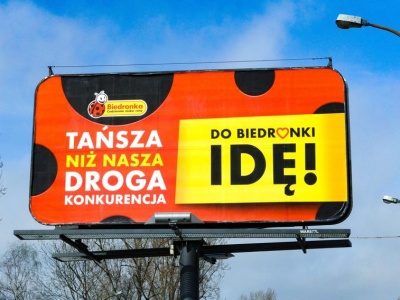 Biedronka
TAŃSZA
NIŻ NASZA
DROGA
KONKURENCJA
DO BIEDRONKI
IDĘ!